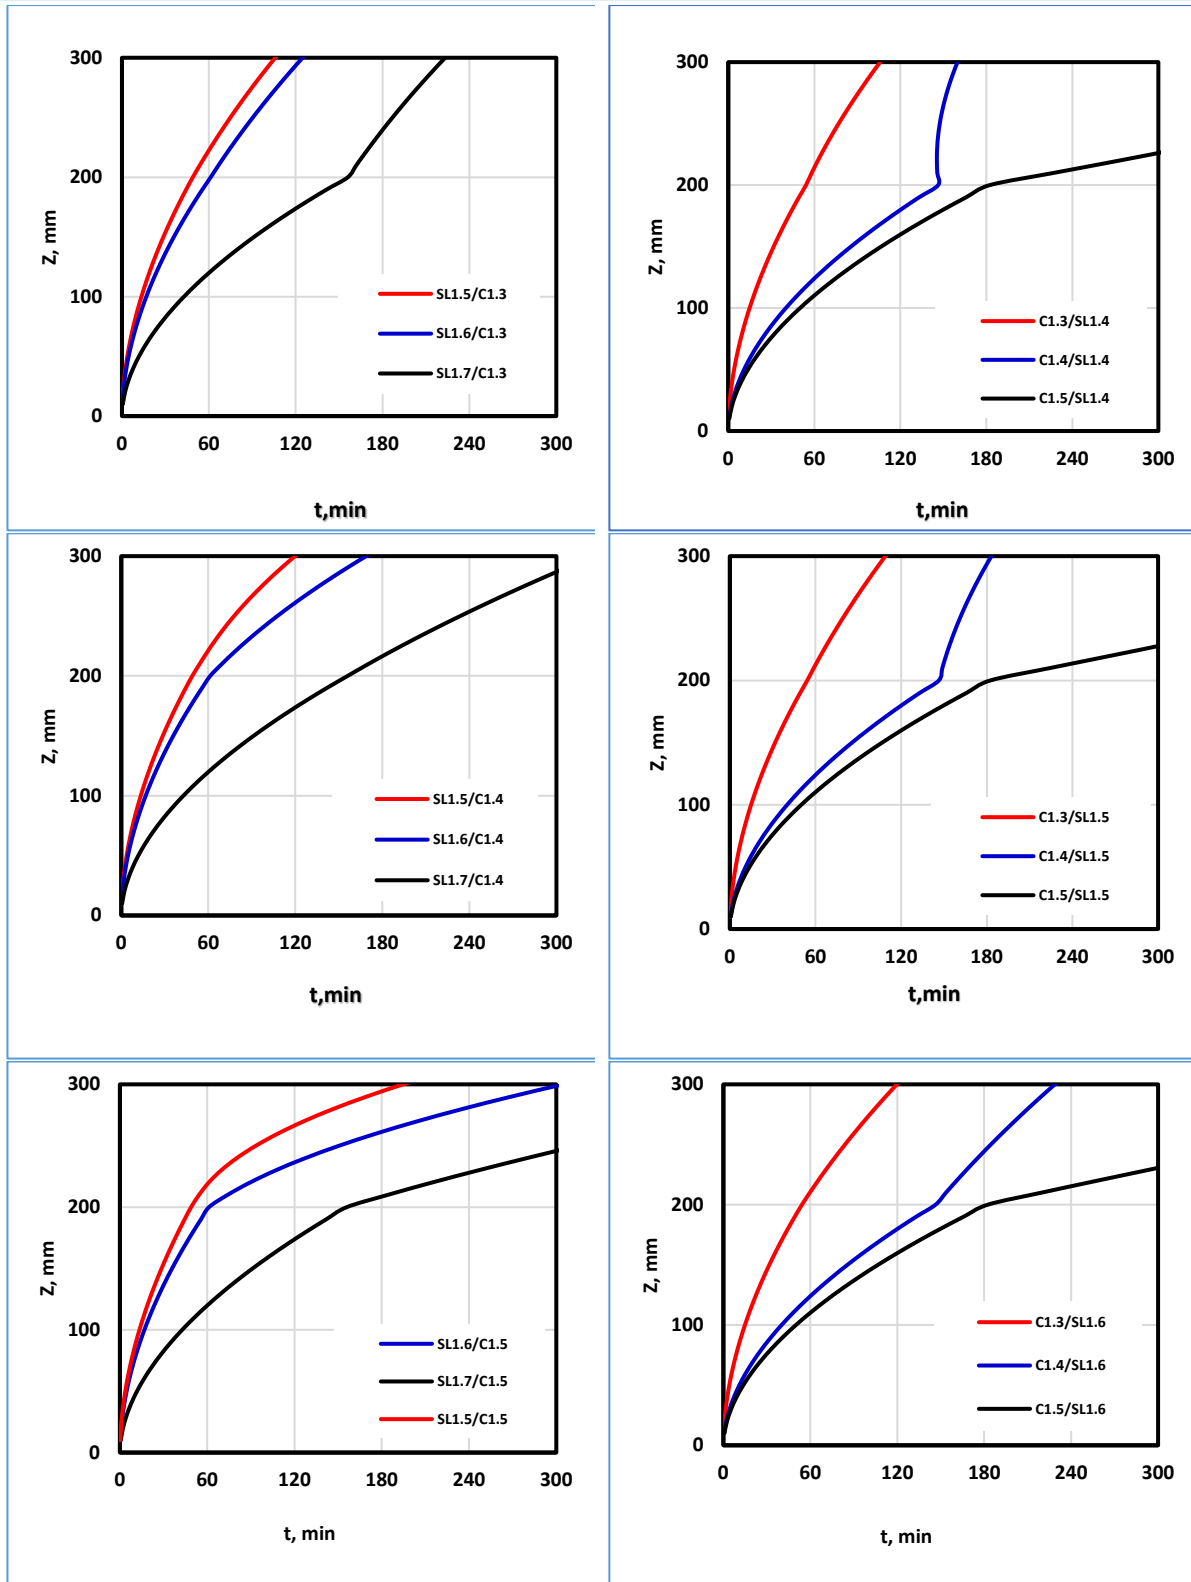 300
200
100
0
Z, mm
SL1.5/C1.3
SL1.6/C1.3
SL1.7/C1.3
0 60 120 180 240 300
t,min
300
200
100
0
Z, mm
C1.3/SL1.4
C1.4/SL1.4
C1.5/SL1.4
0 60 120 180 240 300
t,min
300
200
100
0
Z, mm
SL1.5/C1.4
SL1.6/C1.4
SL1.7/C1.4
0 60 120 180 240 300
t,min
300
200
100
0
Z, mm
C1.3/SL1.5
C1.4/SL1.5
C1.5/SL1.5
0 60 120 180 240 300
t,min
300
200
100
0
Z, mm
SL1.6/C1.5
SL1.7/C1.5
SL1.5/C1.5
0 60 120 180 240 300
t, min
300
200
100
0
Z, mm
C1.3/SL1.6
C1.4/SL1.6
C1.5/SL1.6
0 60 120 180 240 300
t, min